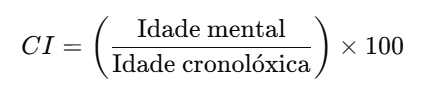 CI = (Idade mental / Idade cronolóxica) × 100